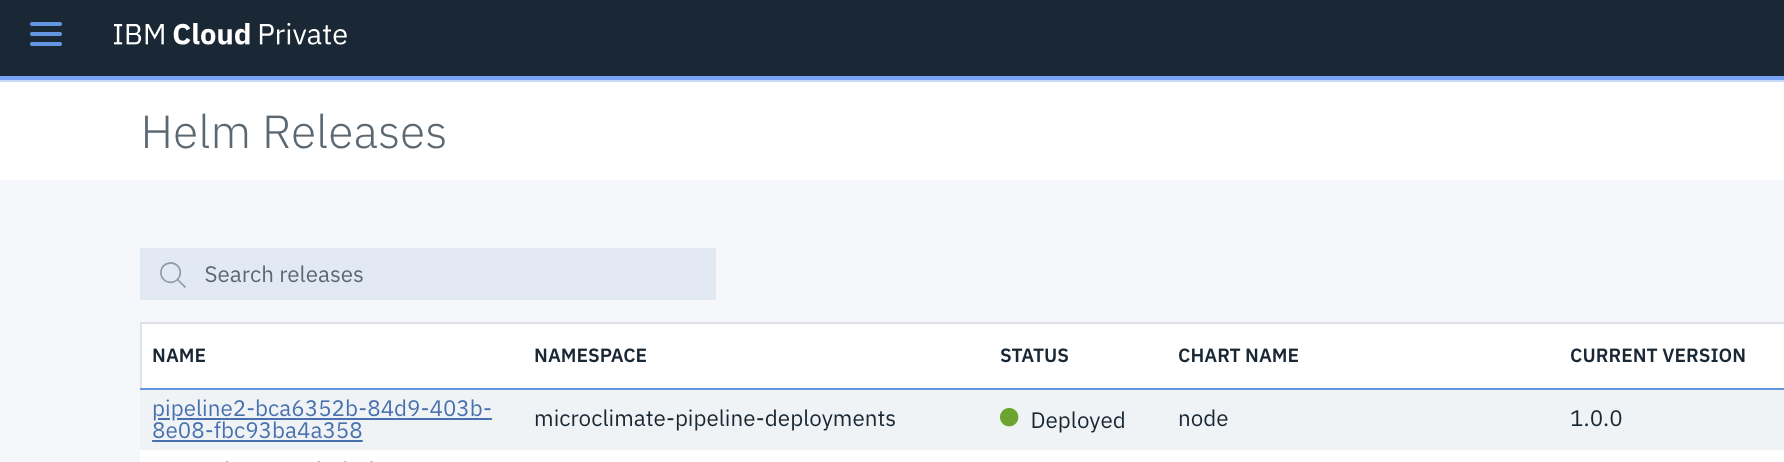 IBM Cloud Private
Helm Releases
Search releases
NAME NAMESPACE STATUS CHART NAME CURRENT VERSION
pipeline2-bca6352b-84d9-403b-
8e08-fbc93ba4a358 microclimate-pipeline-deployments Deployed node 1.0.0